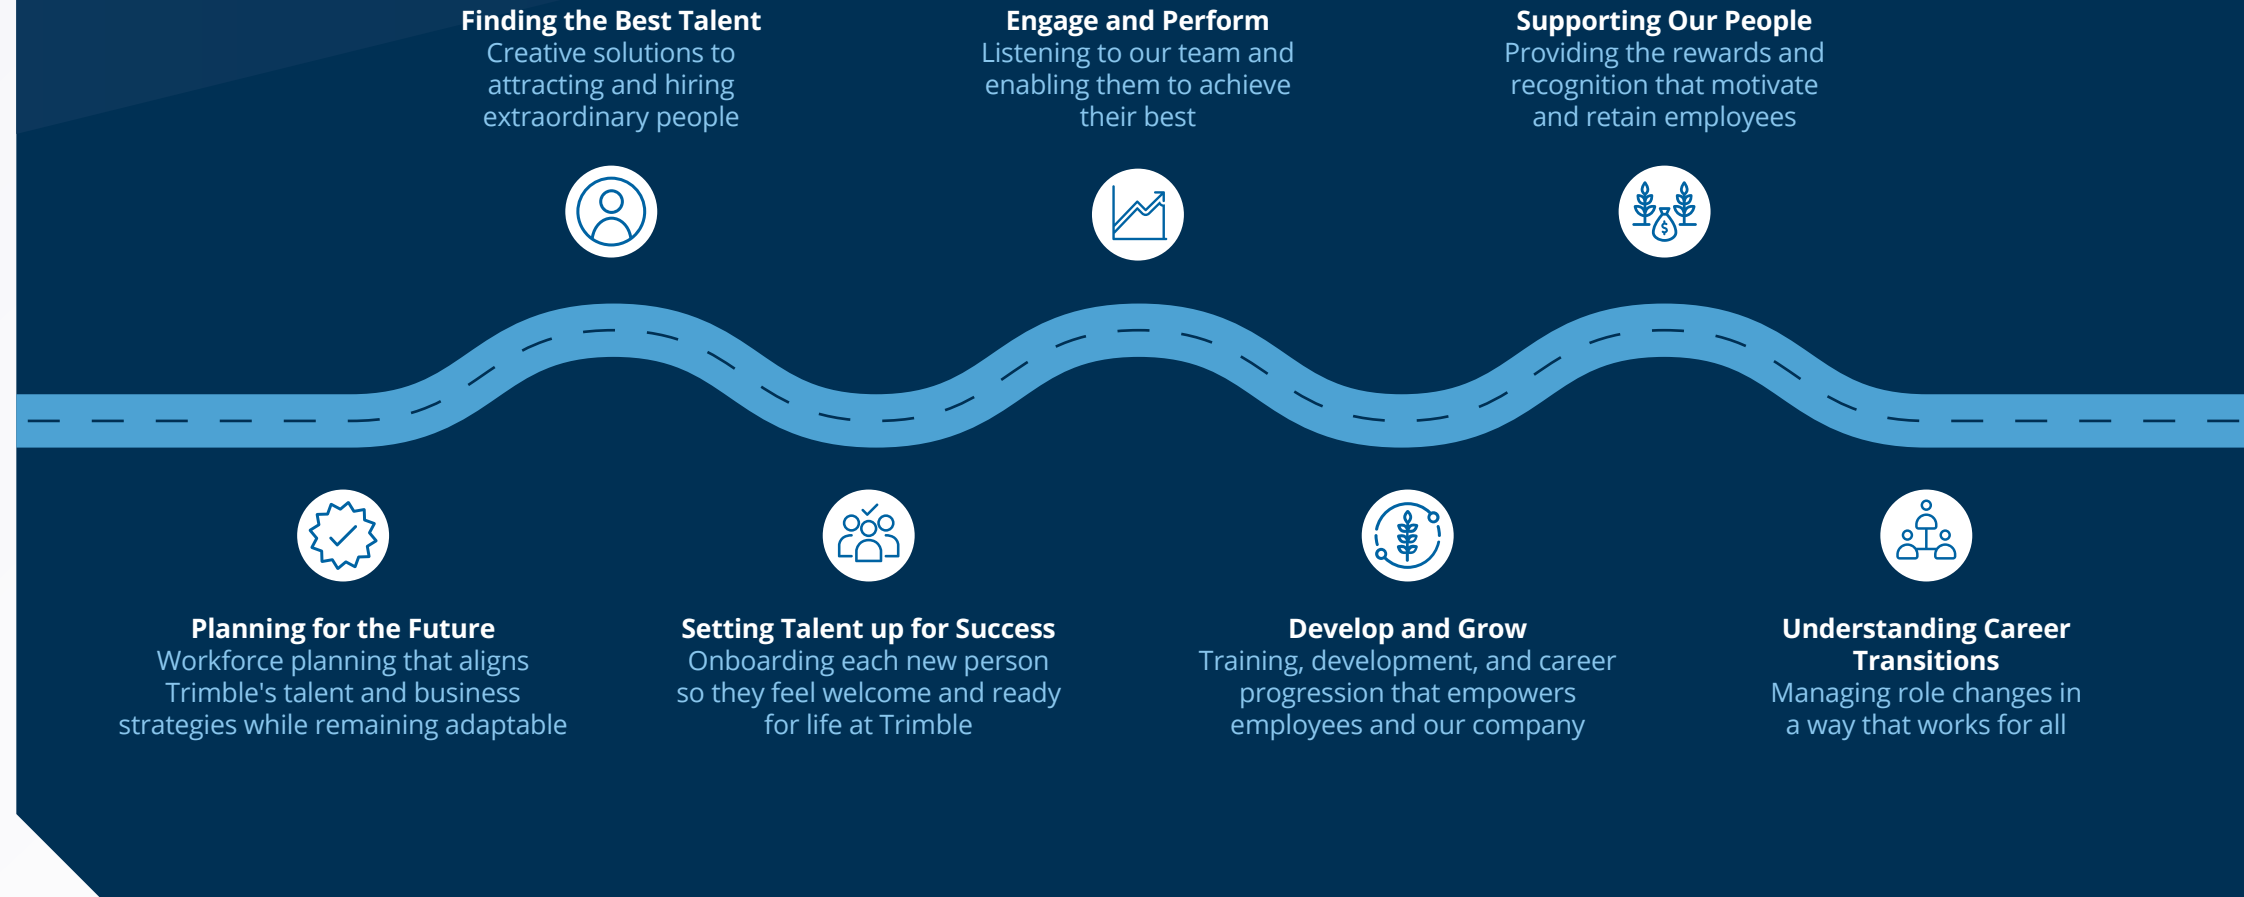 Finding the Best Talent
Creative solutions to
attracting and hiring
extraordinary people
Engage and Perform
Listening to our team and
enabling them to achieve
their best
Supporting Our People
Providing the rewards and
recognition that motivate
and retain employees
$
Planning for the Future
Workforce planning that aligns
Trimble's talent and business
strategies while remaining adaptable
Setting Talent up for Success
Onboarding each new person
so they feel welcome and ready
for life at Trimble
Develop and Grow
Training, development, and career
progression that empowers
employees and our company
Understanding Career
Transitions
Managing role changes in
a way that works for all